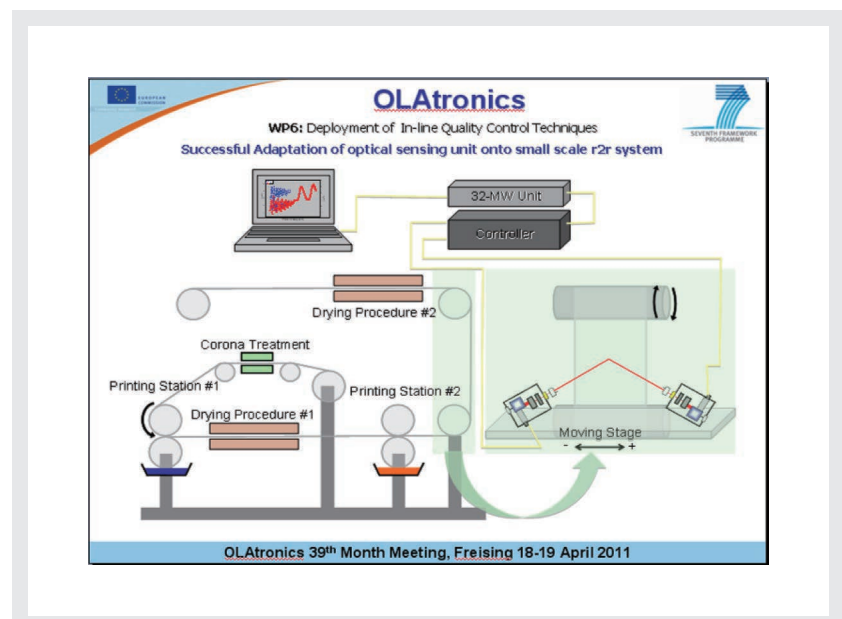 EUROPEAN
COMMISSION
OLAtronics
WP6: Deployment of In-line Quality Control Techniques
SEVENTH FRAMEWORK
PROGRAMME
Successful Adaptation of optical sensing unit onto small scale r2r system
32-MW Unit
Controller
Drying Procedure #2
Corona Treatment
Printing Station #1
Printing Station #2
Drying Procedure #1
Moving Stage
- +
OLAtronics 39th Month Meeting, Freising 18-19 April 2011